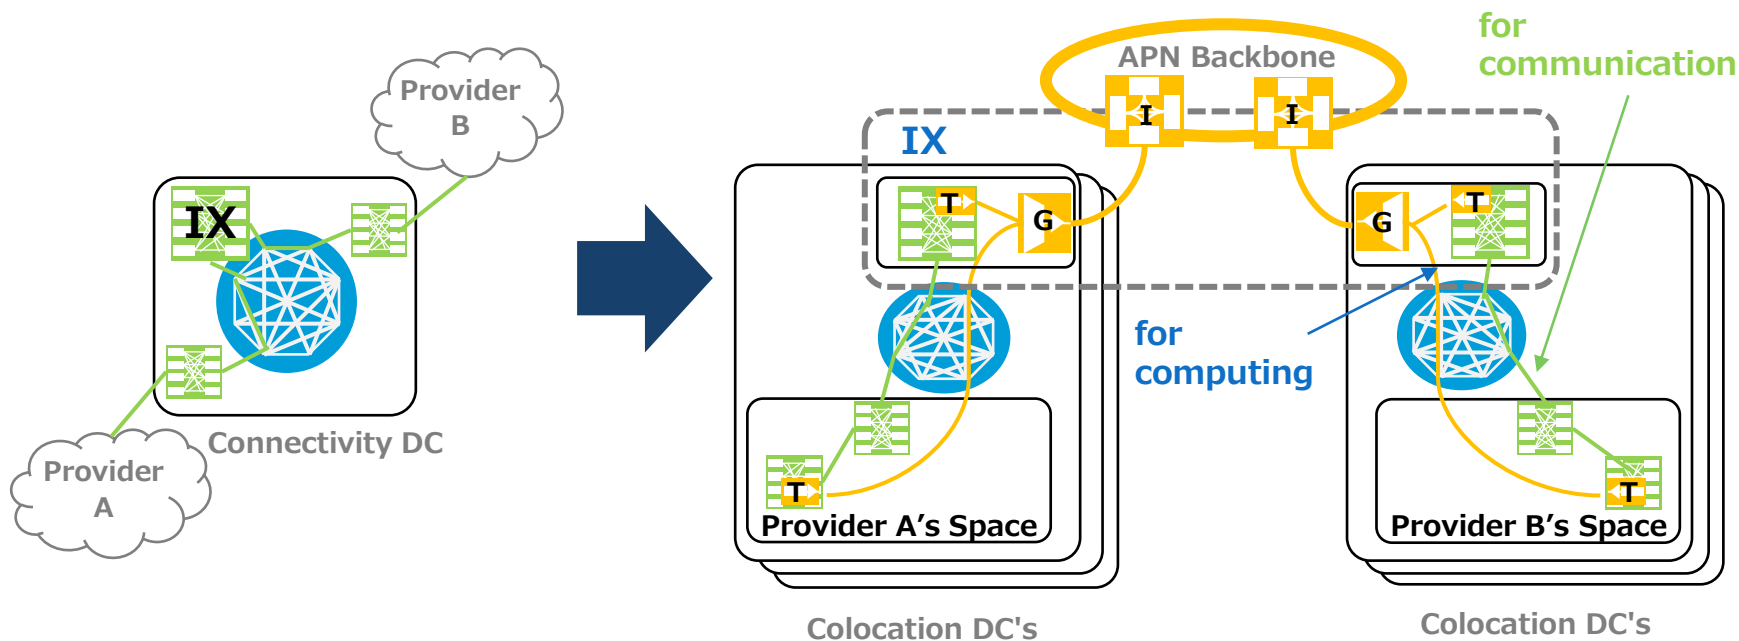 Provider
B
IX
Connectivity DC
Provider
A
for
communication
APN Backbone
I
I
IX
T
G
G
T
for
computing
T
Provider A's Space
T
Provider B's Space
Colocation DC's
Colocation DC's